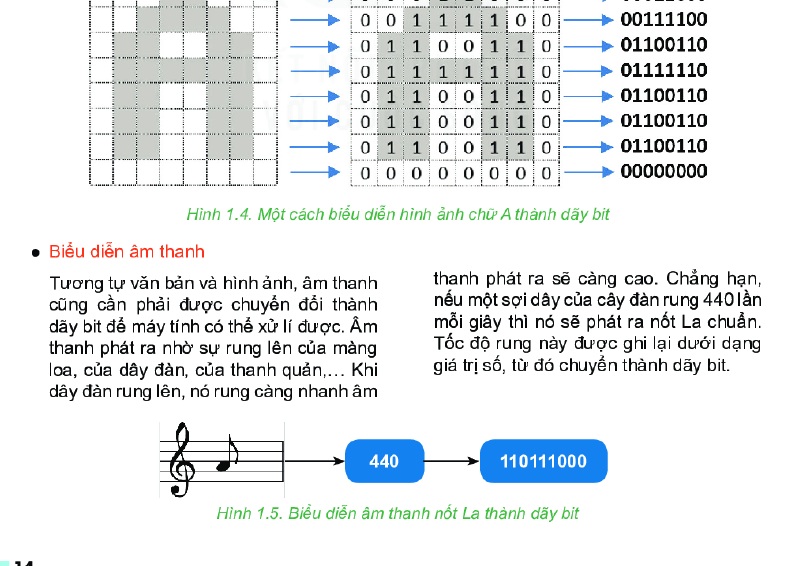 0 0 1 1 1 1 0 0 00111100
0 1 1 0 0 1 1 0 01100110
0 1 1 1 1 1 1 0 01111110
0 1 1 0 0 1 1 0 01100110
0 1 1 0 0 1 1 0 01100110
0 1 1 0 0 1 1 0 01100110
0 0 0 0 0 0 0 0 00000000
Hình 1.4. Một cách biểu diễn hình ảnh chữ A thành dãy bit
● Biểu diễn âm thanh
Tương tự văn bản và hình ảnh, âm thanh
cũng cần phải được chuyển đổi thành
dãy bit để máy tính có thể xử lí được. Âm
thanh phát ra nhờ sự rung lên của màng
loa, của dây đàn, của thanh quản,... Khi
dây đàn rung lên, nó rung càng nhanh âm
thanh phát ra sẽ càng cao. Chẳng hạn,
nếu một sợi dây của cây đàn rung 440 lần
mỗi giây thì nó sẽ phát ra nốt La chuẩn.
Tốc độ rung này được ghi lại dưới dạng
giá trị số, từ đó chuyển thành dãy bit.
440 110111000
Hình 1.5. Biểu diễn âm thanh nốt La thành dãy bit